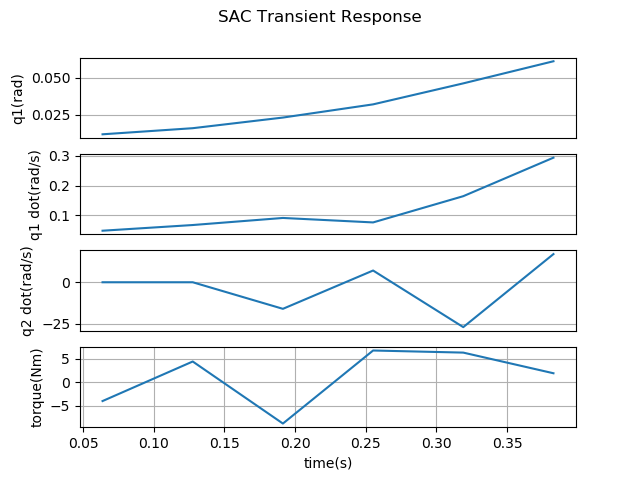 SAC Transient Response
q1(rad)
0.050
0.025
q1 dot(rad/s)
0.3
0.2
0.1
q2 dot(rad/s)
0
−25
torque(Nm)
5
0
−5
0.05 0.10 0.15 0.20 0.25 0.30 0.35
time(s)